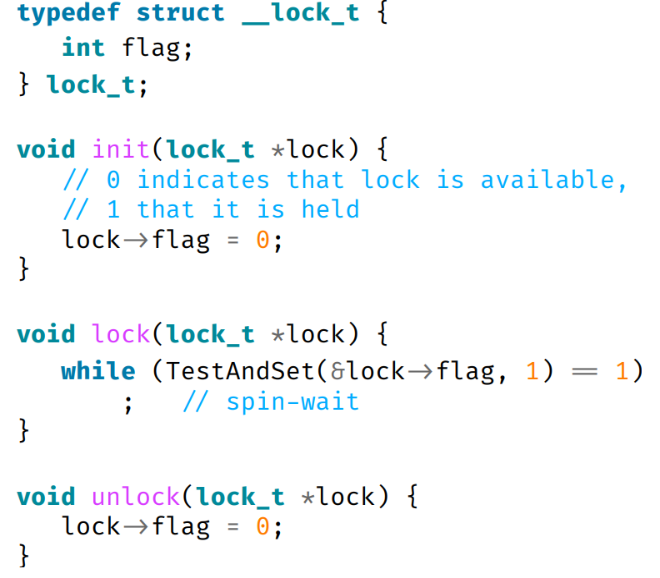 typedef struct __lock_t {
int flag;
} lock_t;
void init(lock_t *lock) {
// 0 indicates that lock is available,
// 1 that it is held
lock->flag = 0;
}
void lock(lock_t *lock) {
while (TestAndSet(&lock->flag, 1) == 1)
; // spin-wait
}
void unlock(lock_t *lock) {
lock->flag = 0;
}